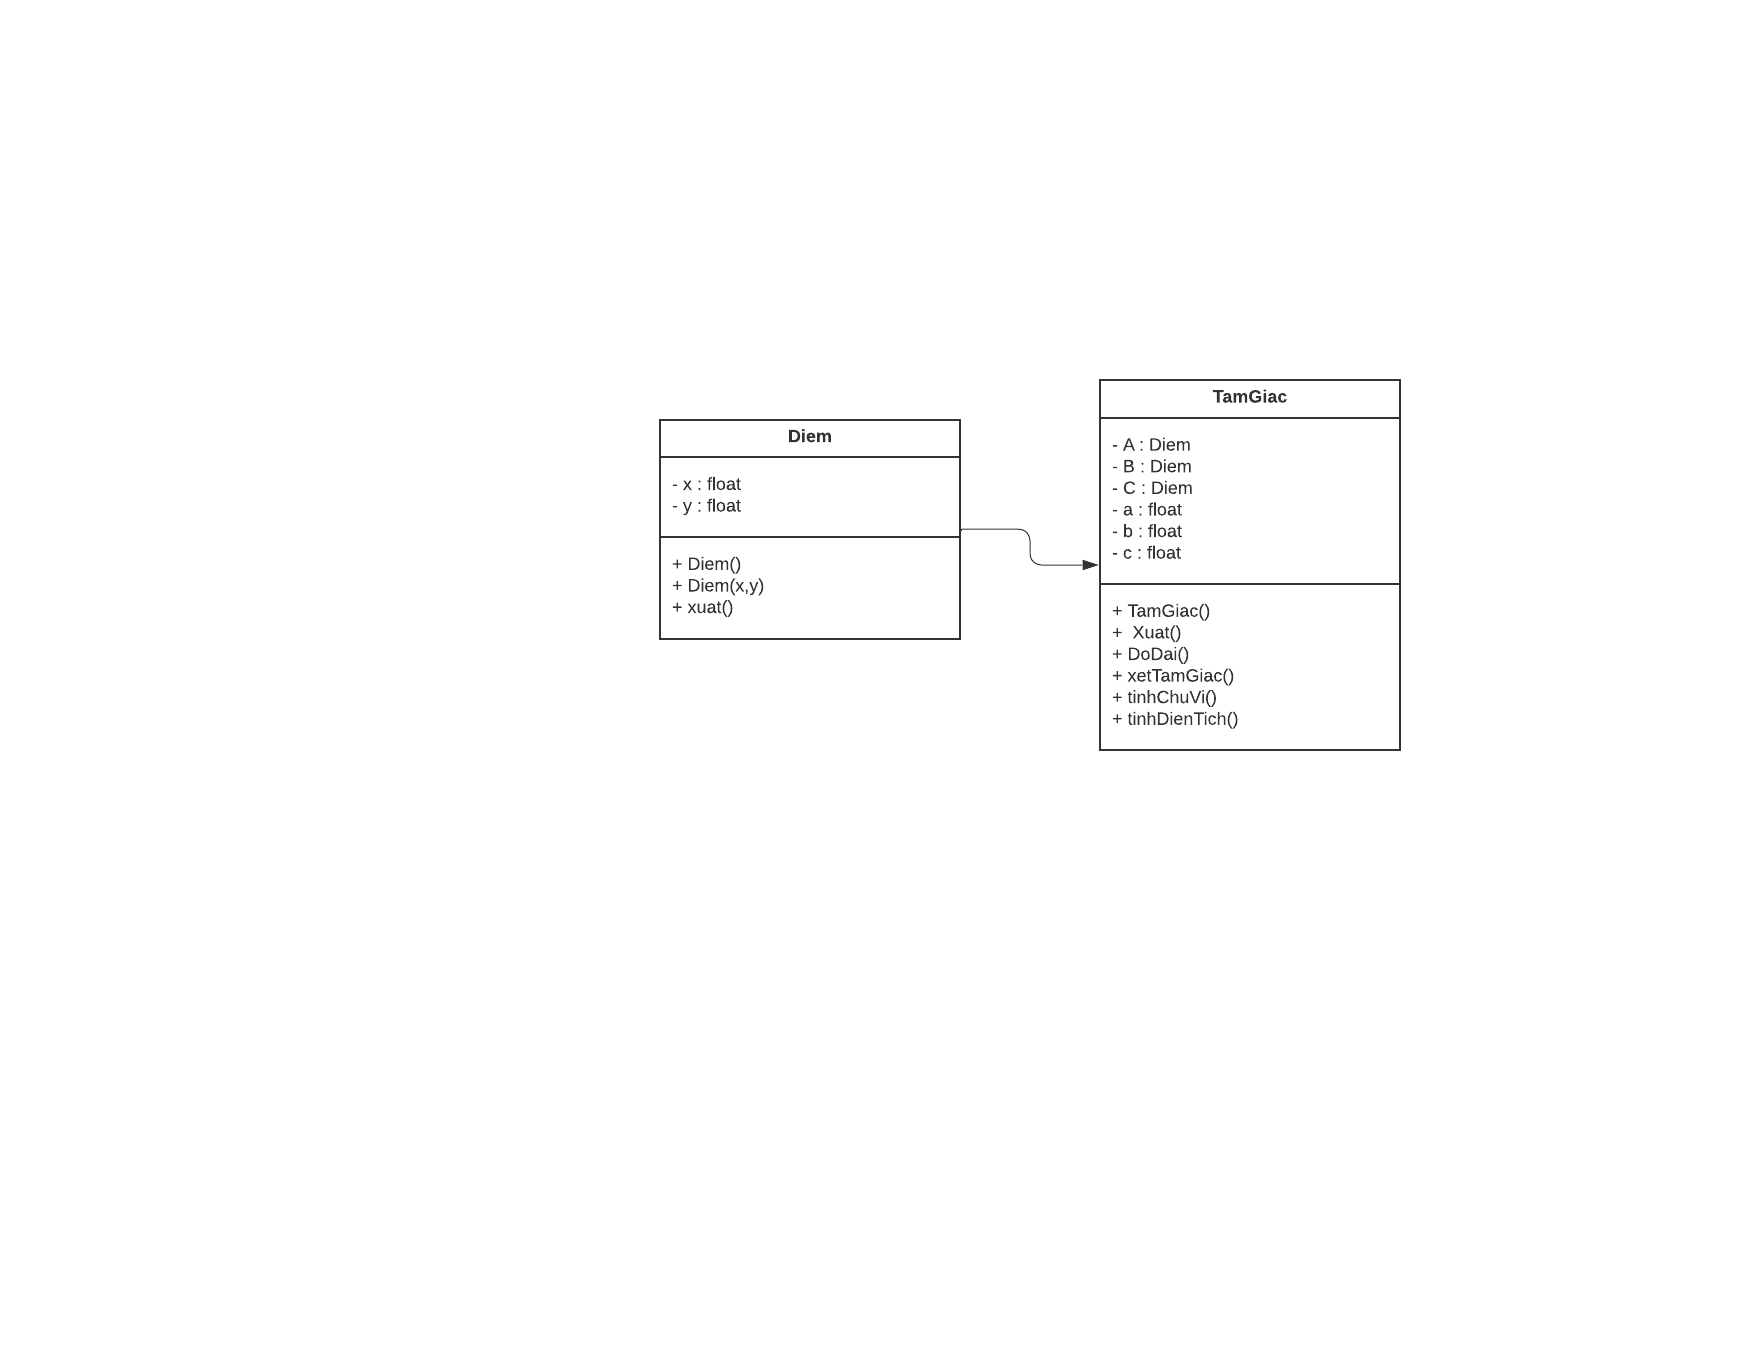 Diem
- x : float
- y : float
+ Diem()
+ Diem(x,y)
+ xuat()
TamGiac
- A : Diem
- B : Diem
- C : Diem
- a : float
- b : float
- c : float
+ TamGiac()
+  Xuat()
+ DoDai()
+ xetTamGiac()
+ tinhChuVi()
+ tinhDienTich()